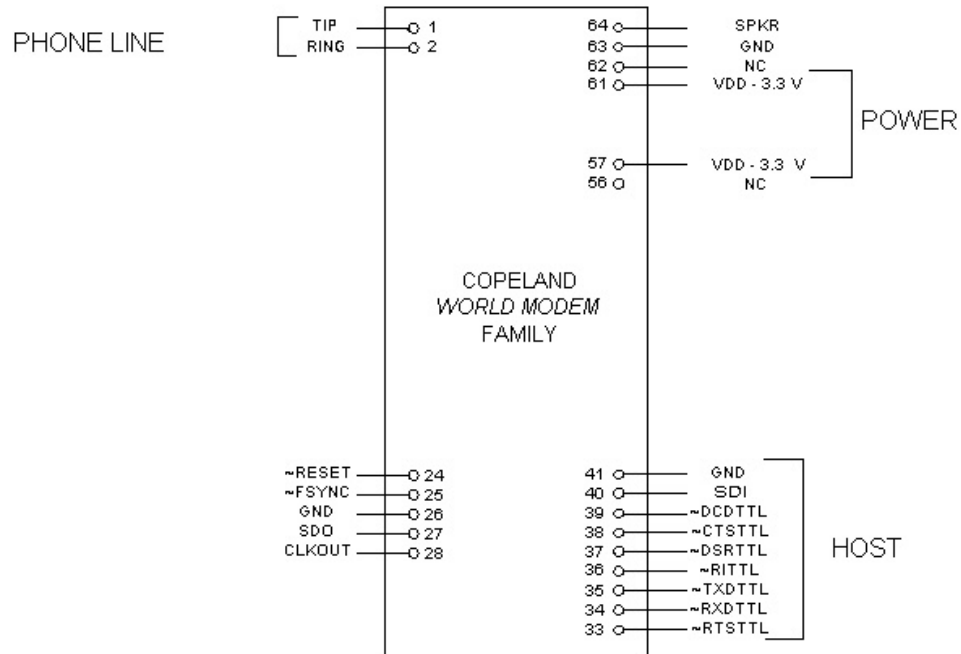 PHONE LINE
TIP 1
RING 2
64 SPKR
63 GND
62 NC
61 VDD - 3.3 V
POWER
57 VDD - 3.3 V
56 NC
COPELAND
WORLD MODEM
FAMILY
~RESET 24
~FSYNC 25
GND 26
SDO 27
CLKOUT 28
41 GND
40 SDI
39 ~DCDTTL
38 ~CTSTTL
37 ~DSRTTL
36 ~RITTL
35 ~TXDTTL
34 ~RXDTTL
33 ~RTSTTL
HOST